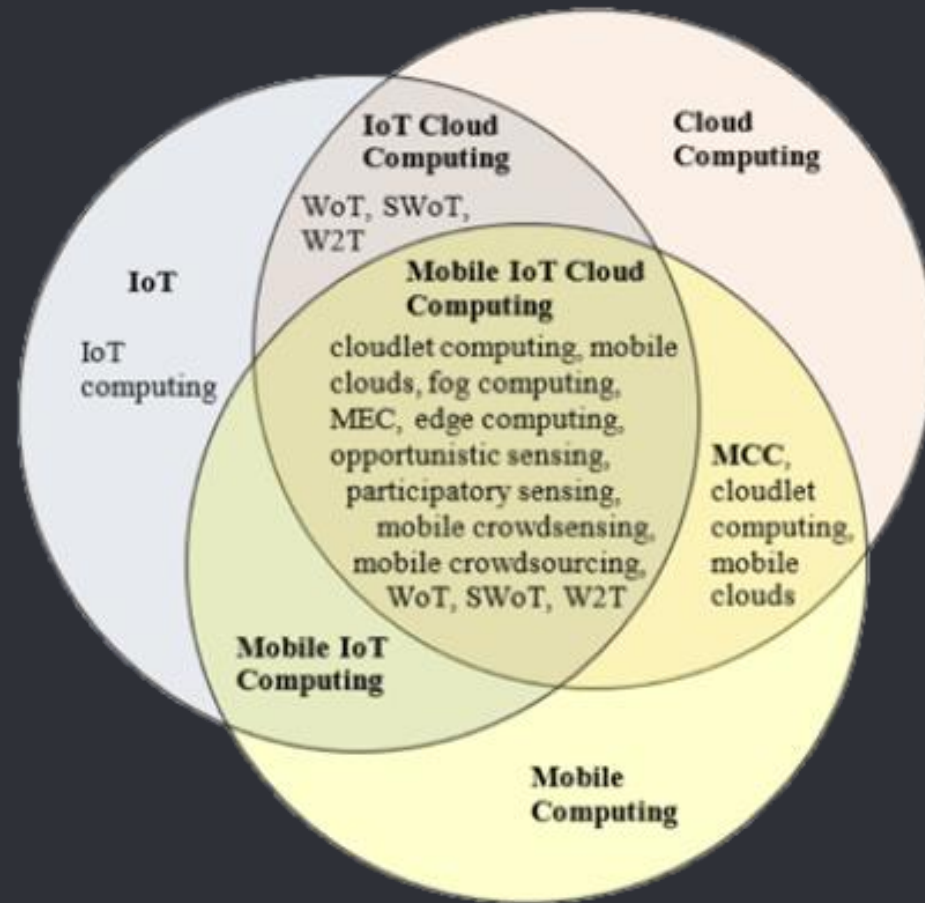 IoT Cloud
Computing
WoT, SWoT,
W2T
Cloud
Computing
IoT
IoT
computing
Mobile IoT Cloud
Computing
cloudlet computing, mobile
clouds, fog computing,
MEC, edge computing,
opportunistic sensing,
participatory sensing,
mobile crowdsensing,
mobile crowdsourcing,
WoT, SWoT, W2T
MCC,
cloudlet
computing,
mobile
clouds
Mobile IoT
Computing
Mobile
Computing